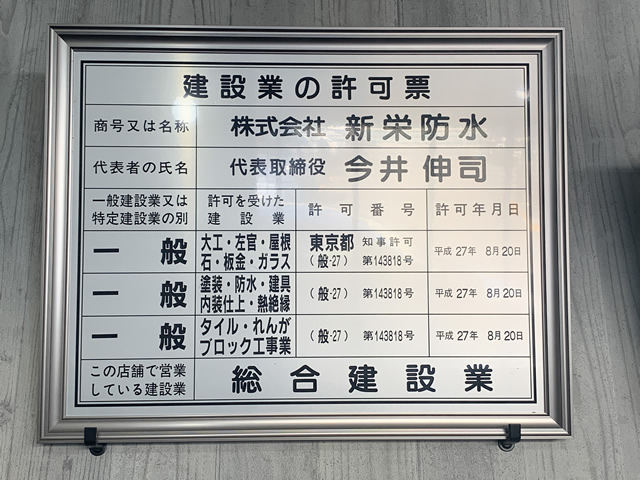 建設業の許可票
商号又は名称 株式会社 新栄防水
代表者の氏名 代表取締役 今井伸司
一般建設業又は
特定建設業の別
許可を受けた
建設業
許可番号
許可年月日
一般
大工・左官・屋根
石・板金・ガラス
東京都 知事許可
(般-27) 第143818号
平成27年 8月20日
一般
塗装・防水・建具
内装仕上・熱絶縁
(般-27) 第143818号
平成27年 8月20日
一般
タイル・れんが
ブロック工事業
(般-27) 第143818号
平成27年 8月20日
この店舗で営業
している建設業
総合建設業